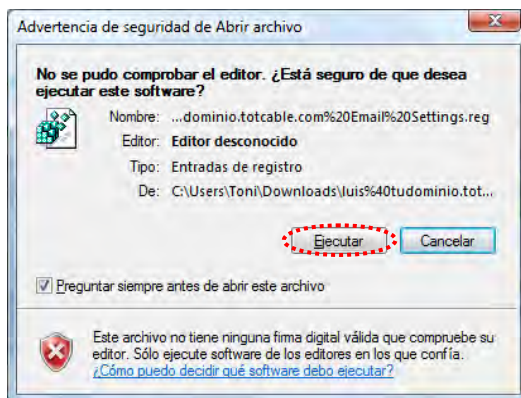 Advertencia de seguridad de Abrir archivo
No se pudo comprobar el editor. ¿Está seguro de que desea
ejecutar este software?
Nombre: ...dominio.totcable.com%20Email%20Settings.reg
Editor: Editor desconocido
Tipo: Entradas de registro
De: C:\Users\Toni\Downloads\luis%40tudominio.tot...
Ejecutar Cancelar
Preguntar siempre antes de abrir este archivo
Este archivo no tiene ninguna firma digital válida que compruebe su
editor. Sólo ejecute software de los editores en los que confía.
¿Cómo puedo decidir qué software debo ejecutar?